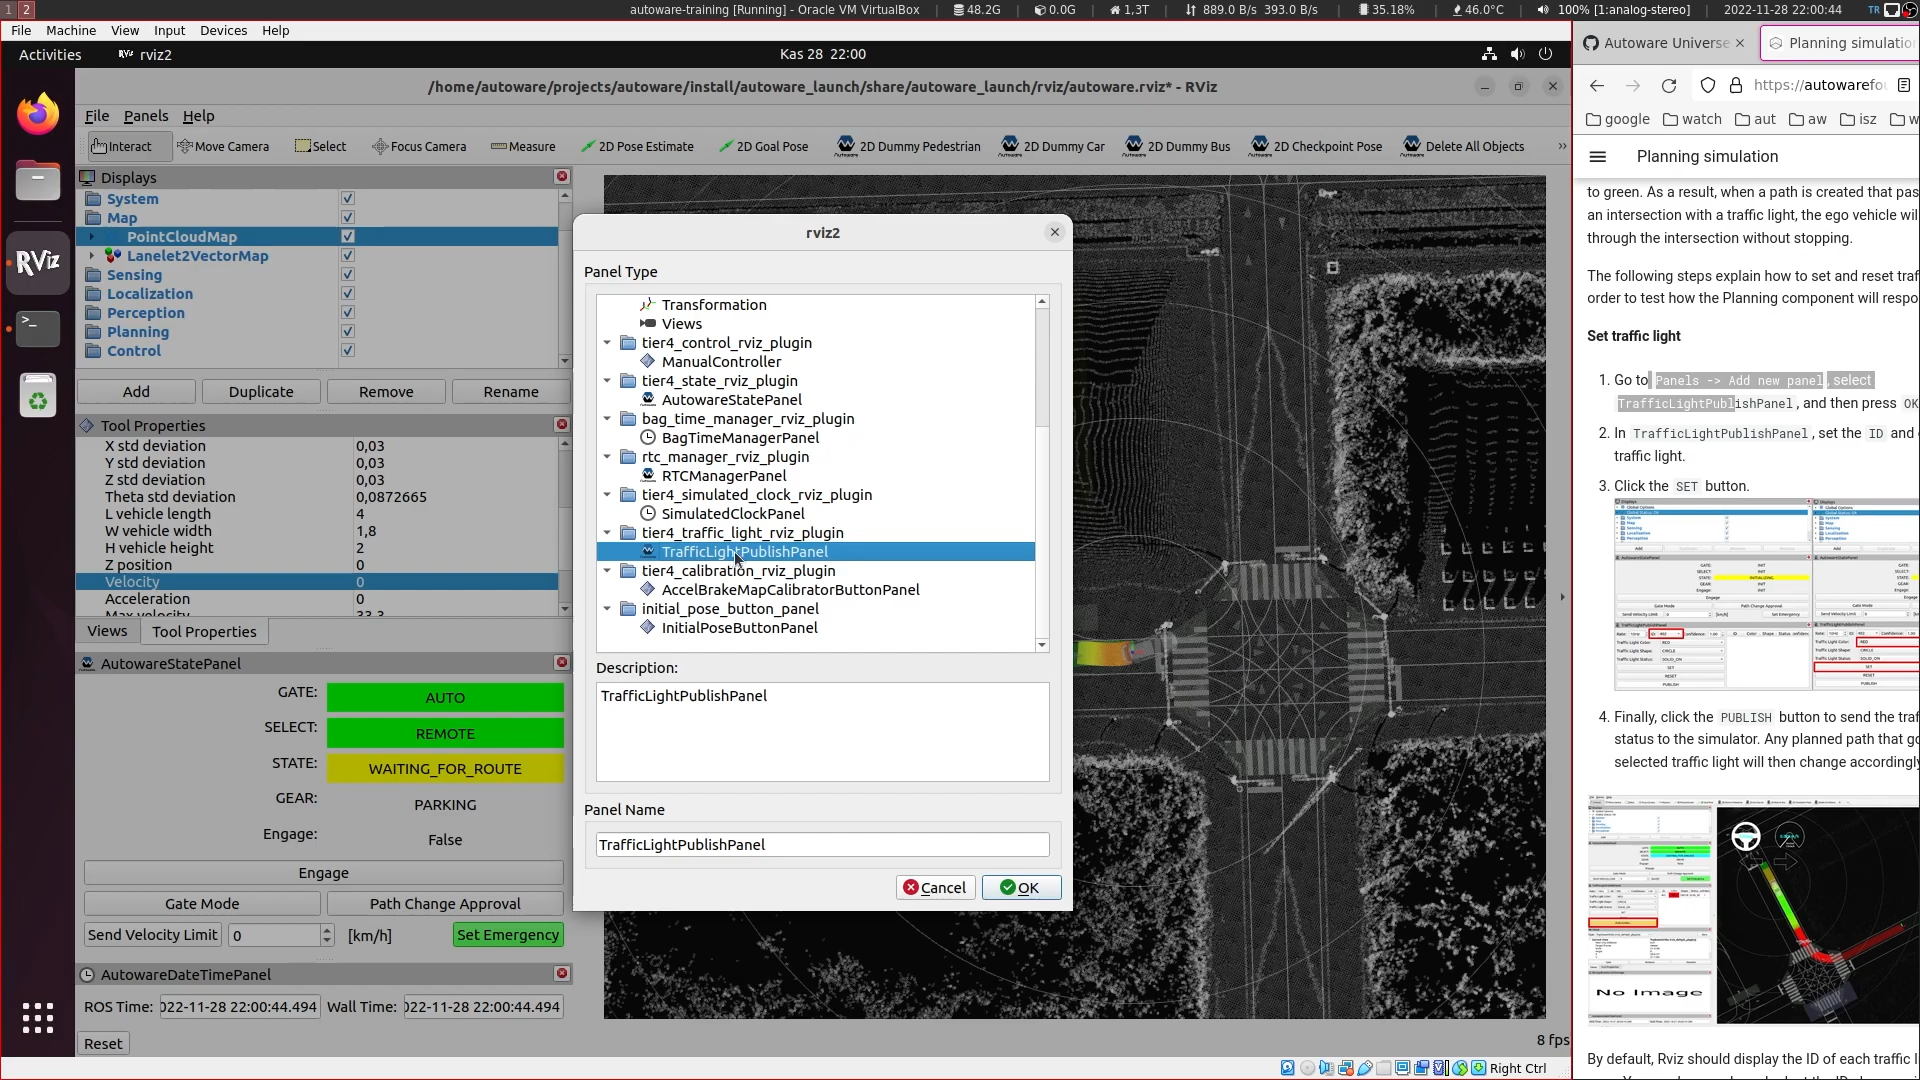 1 2
autoware-training [Running] - Oracle VM VirtualBox
48.2G
0.0G
1,3T
889.0 B/s 393.0 B/s
35.18%
46.0°C
100% [1:analog-stereo]
2022-11-28 22:00:44
TR
File Machine View Input Devices Help
Activities
rviz2
Kas 28 22:00
/home/autoware/projects/autoware/install/autoware_launch/share/autoware_launch/rviz/autoware.rviz* - RViz
File Panels Help
Interact
Move Camera
Select
Focus Camera
Measure
2D Pose Estimate
2D Goal Pose
2D Dummy Pedestrian
2D Dummy Car
2D Dummy Bus
2D Checkpoint Pose
Delete All Objects
Displays
System
Map
PointCloudMap
Lanelet2VectorMap
Sensing
Localization
Perception
Planning
Control
Add
Duplicate
Remove
Rename
Tool Properties
X std deviation 0,03
Y std deviation 0,03
Z std deviation 0,03
Theta std deviation 0,0872665
L vehicle length 4
W vehicle width 1,8
H vehicle height 2
Z position 0
Velocity 0
Acceleration 0
Max velocity 33,3
Views
Tool Properties
AutowareStatePanel
GATE: AUTO
SELECT: REMOTE
STATE: WAITING_FOR_ROUTE
GEAR: PARKING
Engage: False
Engage
Gate Mode
Path Change Approval
Send Velocity Limit 0 [km/h] Set Emergency
AutowareDateTimePanel
ROS Time: 022-11-28 22:00:44.494 Wall Time: 022-11-28 22:00:44.494
Reset
8 fps
Right Ctrl
RViz
rviz2
Panel Type
Transformation
Views
tier4_control_rviz_plugin
ManualController
tier4_state_rviz_plugin
AutowareStatePanel
bag_time_manager_rviz_plugin
BagTimeManagerPanel
rtc_manager_rviz_plugin
RTCManagerPanel
tier4_simulated_clock_rviz_plugin
SimulatedClockPanel
tier4_traffic_light_rviz_plugin
TrafficLightPublishPanel
tier4_calibration_rviz_plugin
AccelBrakeMapCalibratorButtonPanel
initial_pose_button_panel
InitialPoseButtonPanel
Description:
TrafficLightPublishPanel
Panel Name
TrafficLightPublishPanel
Cancel
OK
Autoware Universe
Planning simulatio
https://autowarefo
google
watch
aut
aw
isz
Planning simulation
to green. As a result, when a path is created that pas
an intersection with a traffic light, the ego vehicle wil
through the intersection without stopping.
The following steps explain how to set and reset traf
order to test how the Planning component will respo
Set traffic light
1. Go to Panels -> Add new panel, select
TrafficLightPublishPanel, and then press OK
2. In TrafficLightPublishPanel, set the ID and
traffic light.
3. Click the SET button.
4. Finally, click the PUBLISH button to send the traf
status to the simulator. Any planned path that go
selected traffic light will then change accordingly
No Image
By default, Rviz should display the ID of each traffic l